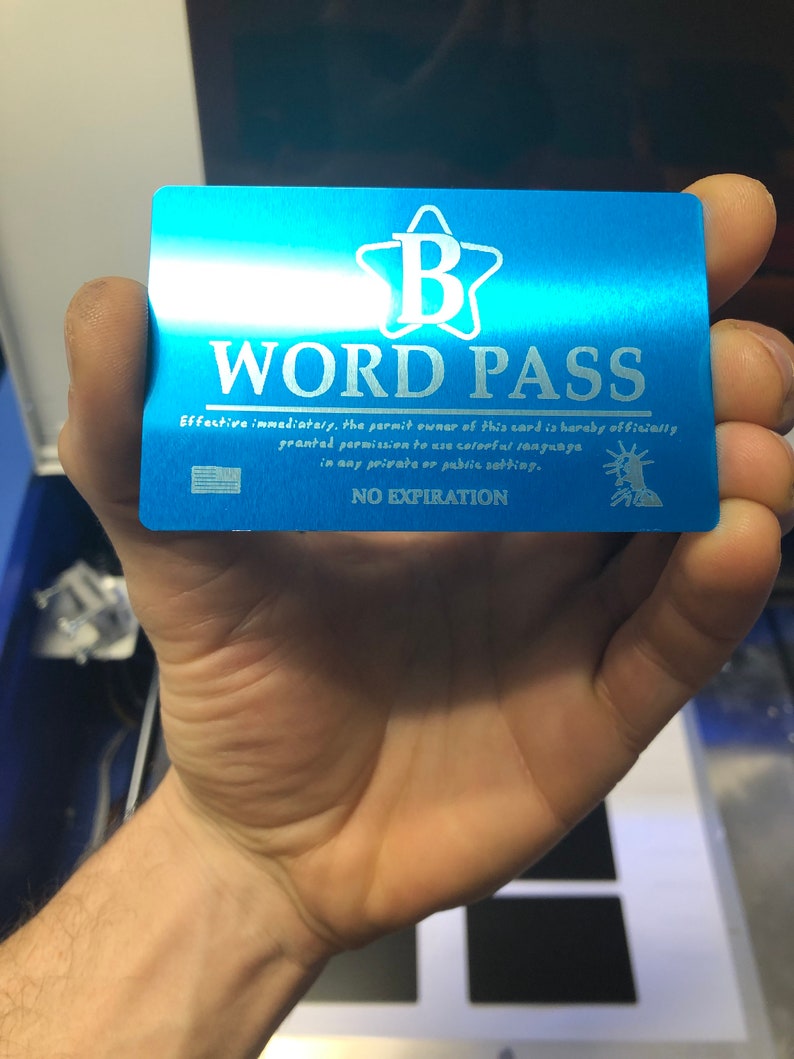 B
WORD PASS
Effective immediately, the permit owner of this card is hereby officially
granted permission to use colorful language
in any private or public setting.
NO EXPIRATION